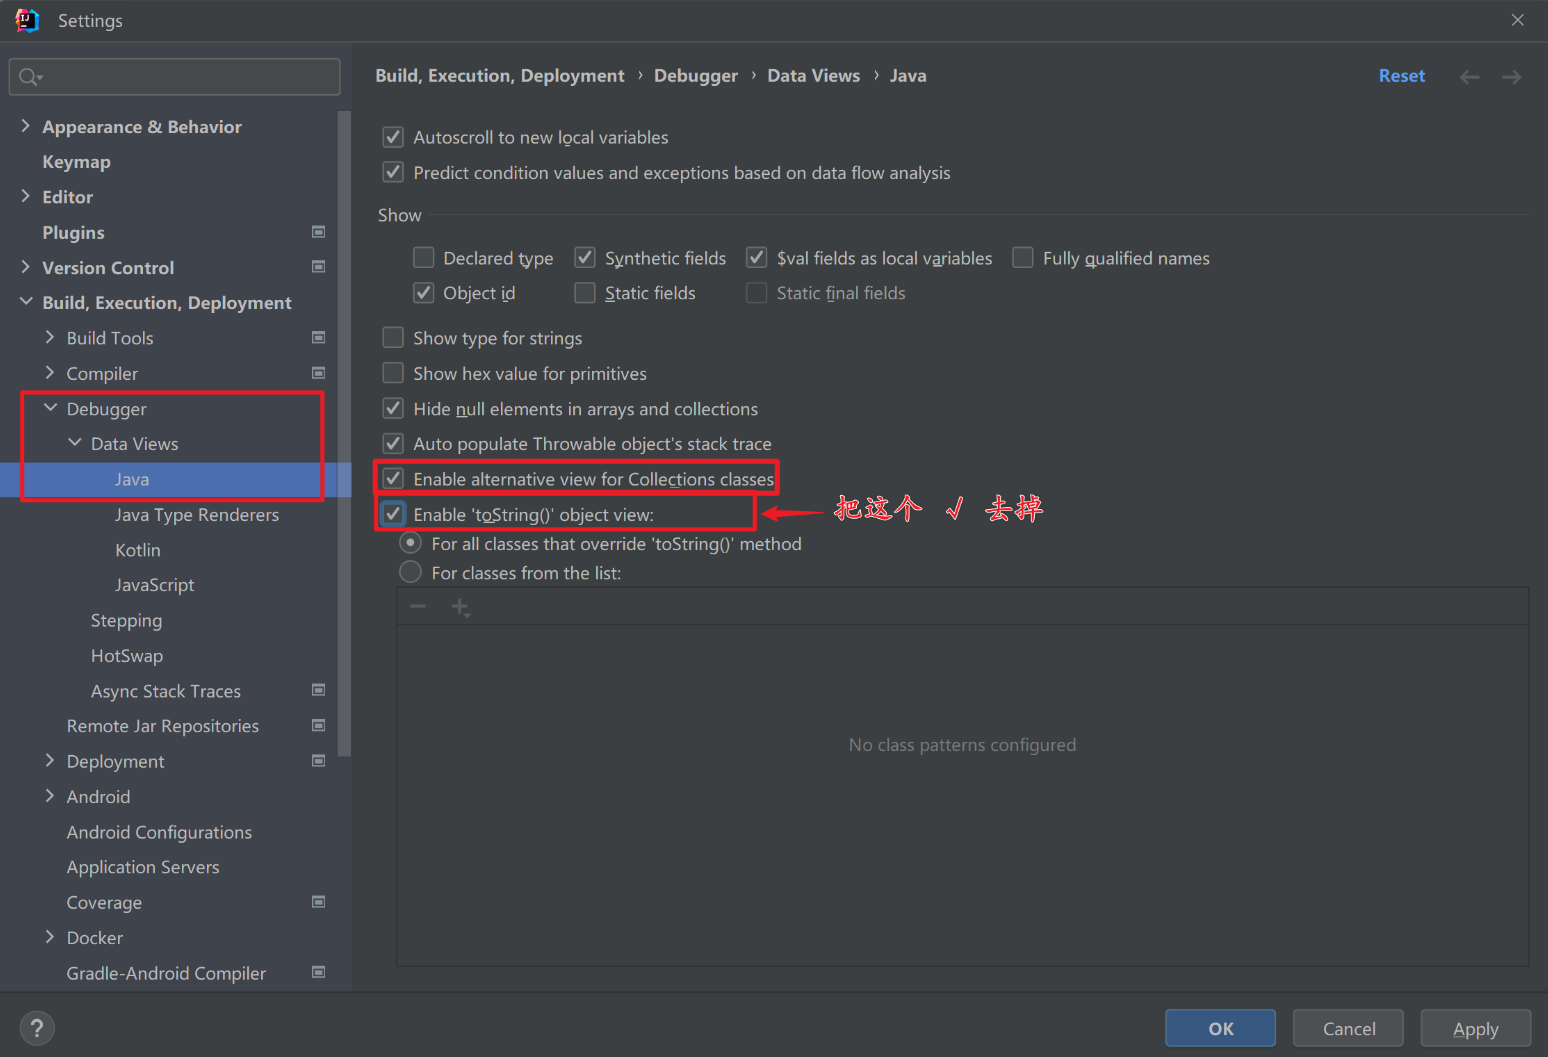 Settings
Build, Execution, Deployment › Debugger › Data Views › Java
Reset
Appearance & Behavior
Keymap
Editor
Plugins
Version Control
Build, Execution, Deployment
Build Tools
Compiler
Debugger
Data Views
Java
Java Type Renderers
Kotlin
JavaScript
Stepping
HotSwap
Async Stack Traces
Remote Jar Repositories
Deployment
Android
Android Configurations
Application Servers
Coverage
Docker
Gradle-Android Compiler
Autoscroll to new local variables
Predict condition values and exceptions based on data flow analysis
Show
Declared type Synthetic fields $val fields as local variables Fully qualified names
Object id Static fields Static final fields
Show type for strings
Show hex value for primitives
Hide null elements in arrays and collections
Auto populate Throwable object's stack trace
Enable alternative view for Collections classes
Enable 'toString()' object view:
把这个 √ 去掉
For all classes that override 'toString()' method
For classes from the list:
No class patterns configured
?
OK Cancel Apply